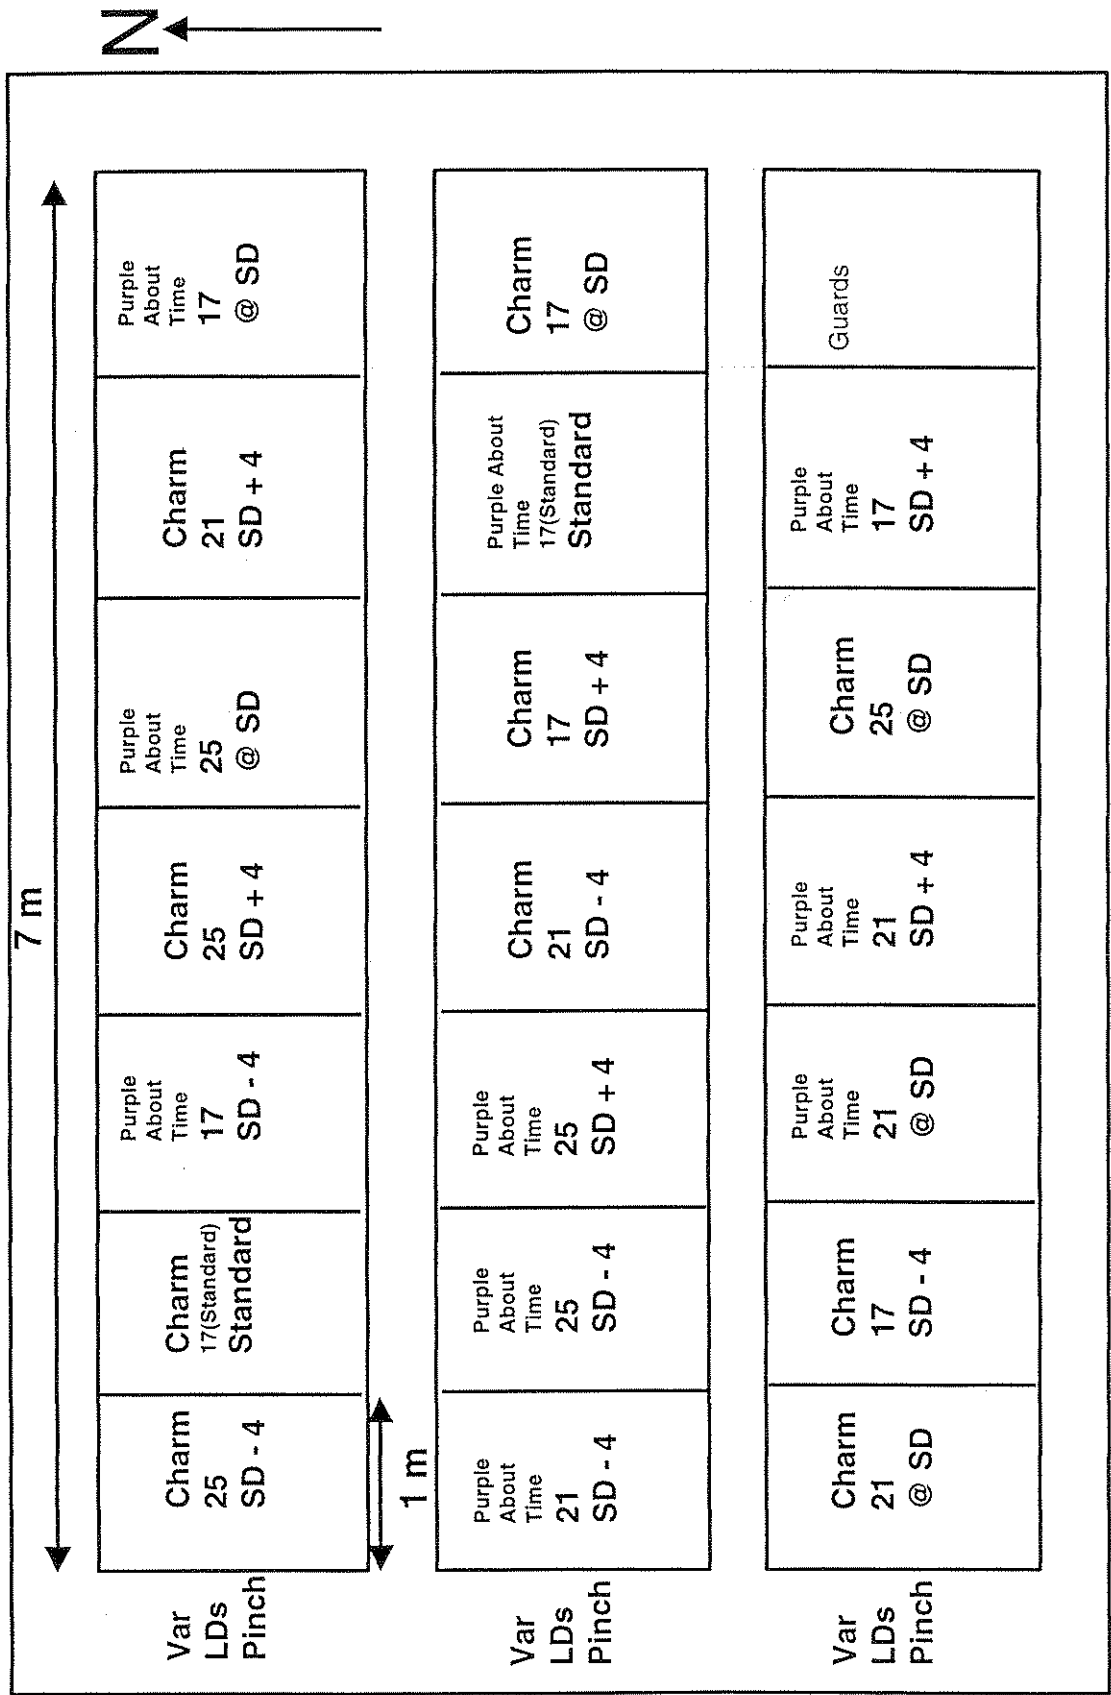 N
7 m
Var
LDs
Pinch
Charm
25
SD - 4
Charm
17(Standard)
Standard
Purple
About
Time
17
SD - 4
Charm
25
SD + 4
Purple
About
Time
25
@ SD
Charm
21
SD + 4
Purple
About
Time
17
@ SD
1 m
Var
LDs
Pinch
Purple
About
Time
21
SD - 4
Purple
About
Time
25
SD - 4
Purple
About
Time
25
SD + 4
Charm
21
SD - 4
Charm
17
SD + 4
Purple About
Time
17(Standard)
Standard
Charm
17
@ SD
Var
LDs
Pinch
Charm
21
@ SD
Charm
17
SD - 4
Purple
About
Time
21
@ SD
Purple
About
Time
21
SD + 4
Charm
25
@ SD
Purple
About
Time
17
SD + 4
Guards